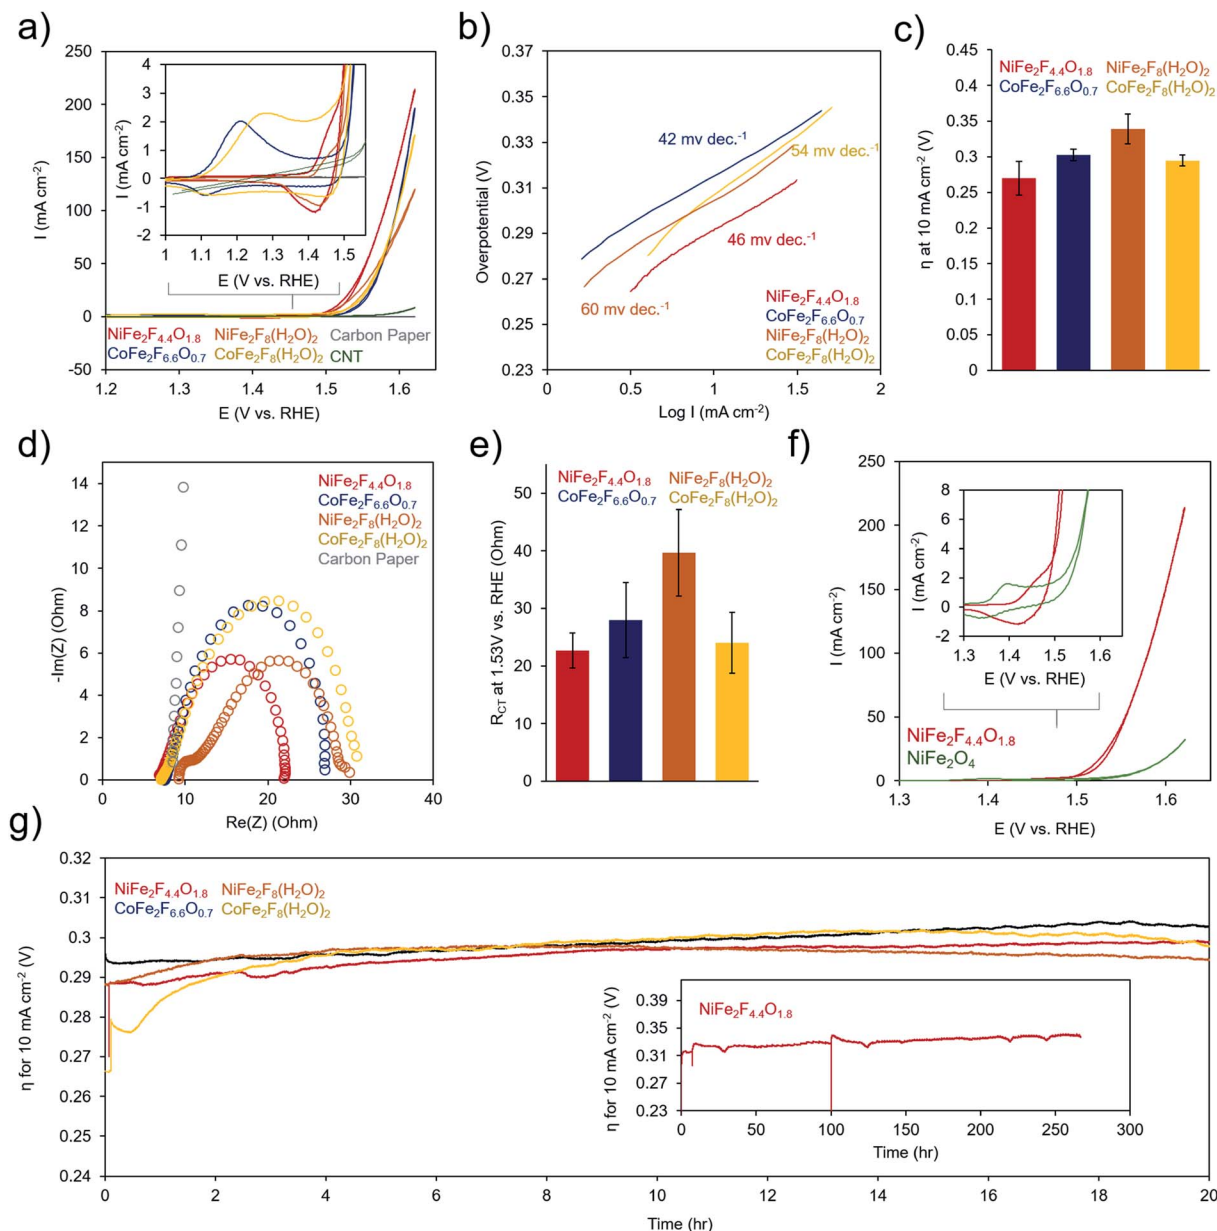 a)
250
200
150
100
50
0
-50
I (mA cm⁻²)
4
3
2
1
0
-1
-2
I (mA cm⁻²)
1 1.1 1.2 1.3 1.4 1.5
E (V vs. RHE)
NiFe₂F₄.₄O₁.₈ NiFe₂F₈(H₂O)₂ Carbon Paper
CoFe₂F₆.₆O₀.₇ CoFe₂F₈(H₂O)₂ CNT
1.2 1.3 1.4 1.5 1.6
E (V vs. RHE)
b)
0.37
0.35
0.33
0.31
0.29
0.27
0.25
0.23
Overpotential (V)
42 mv dec.⁻¹
54 mv dec.⁻¹
46 mv dec.⁻¹
60 mv dec.⁻¹
NiFe₂F₄.₄O₁.₈
CoFe₂F₆.₆O₀.₇
NiFe₂F₈(H₂O)₂
CoFe₂F₈(H₂O)₂
0 0.5 1 1.5 2
Log I (mA cm⁻²)
c)
0.45
0.4
0.35
0.3
0.25
0.2
0.15
0.1
0.05
0
η at 10 mA cm⁻² (V)
NiFe₂F₄.₄O₁.₈ NiFe₂F₈(H₂O)₂
CoFe₂F₆.₆O₀.₇ CoFe₂F₈(H₂O)₂
d)
-14
-12
-10
-8
-6
-4
-2
0
-Im(Z) (Ohm)
NiFe₂F₄.₄O₁.₈
CoFe₂F₆.₆O₀.₇
NiFe₂F₈(H₂O)₂
CoFe₂F₈(H₂O)₂
Carbon Paper
0 10 20 30 40
Re(Z) (Ohm)
e)
50
40
30
20
10
0
R_CT at 1.53V vs. RHE (Ohm)
NiFe₂F₄.₄O₁.₈ NiFe₂F₈(H₂O)₂
CoFe₂F₆.₆O₀.₇ CoFe₂F₈(H₂O)₂
f)
250
200
150
100
50
0
I (mA cm⁻²)
8
6
4
2
0
-2
I (mA cm⁻²)
1.3 1.4 1.5 1.6
E (V vs. RHE)
NiFe₂F₄.₄O₁.₈
NiFe₂O₄
1.3 1.4 1.5 1.6
E (V vs. RHE)
g)
0.32
0.31
0.3
0.29
0.28
0.27
0.26
0.25
0.24
η for 10 mA cm⁻² (V)
NiFe₂F₄.₄O₁.₈ NiFe₂F₈(H₂O)₂
CoFe₂F₆.₆O₀.₇ CoFe₂F₈(H₂O)₂
0.39
0.35
0.31
0.27
0.23
η for 10 mA cm⁻² (V)
NiFe₂F₄.₄O₁.₈
0 50 100 150 200 250 300
Time (hr)
0 2 4 6 8 10 12 14 16 18 20
Time (hr)